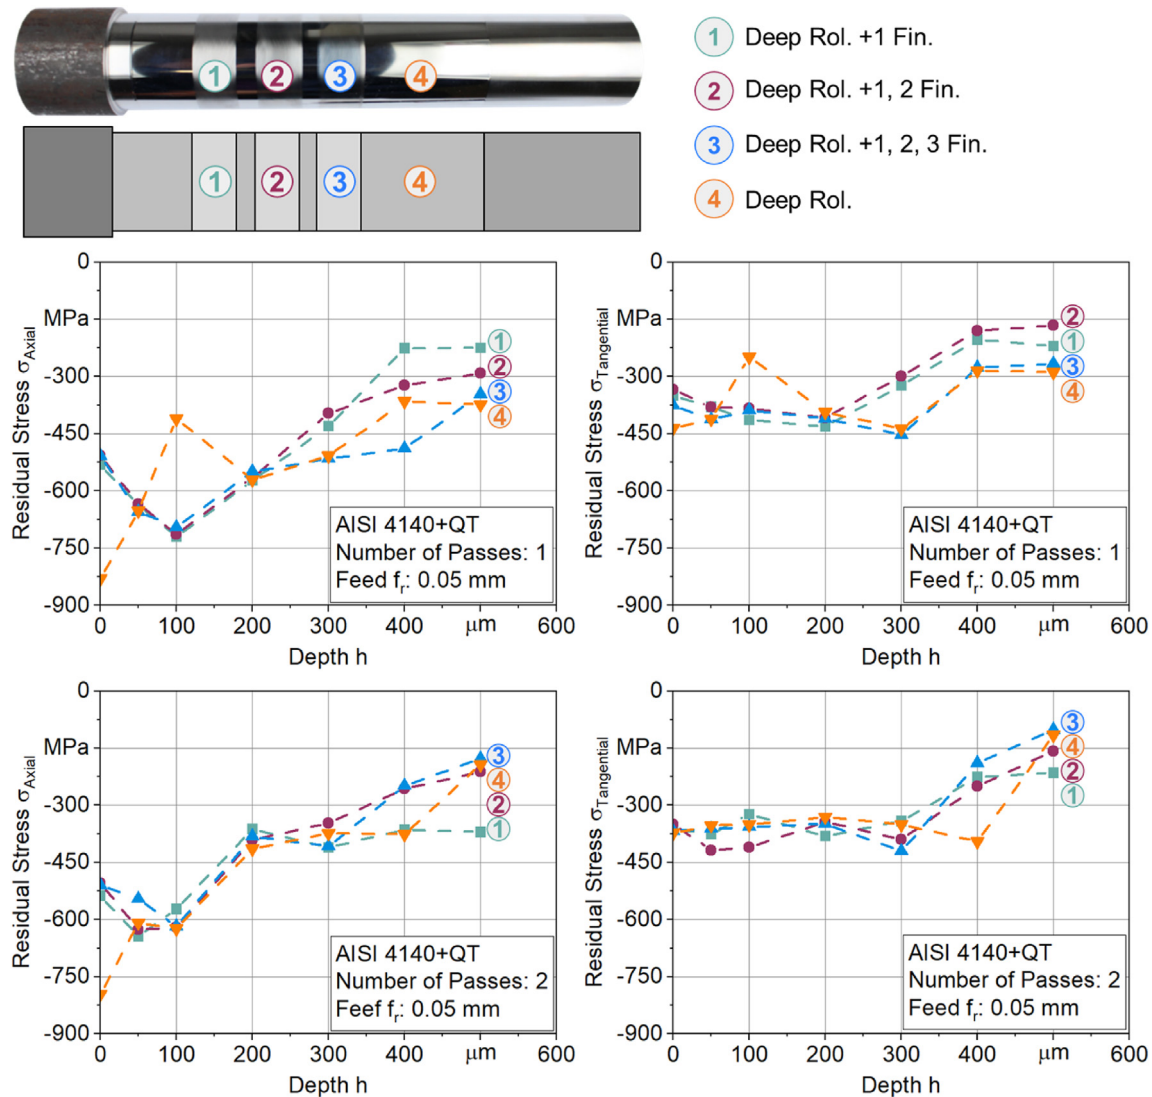 1 2 3 4
1 2 3 4
1 Deep Rol. +1 Fin.
2 Deep Rol. +1, 2 Fin.
3 Deep Rol. +1, 2, 3 Fin.
4 Deep Rol.
Residual Stress σAxial
0
MPa
-300
-450
-600
-750
-900
1
2
3
4
AISI 4140+QT
Number of Passes: 1
Feed fr: 0.05 mm
0 100 200 300 400 μm 600
Depth h
Residual Stress σTangential
0
MPa
-300
-450
-600
-750
-900
2
1
3
4
AISI 4140+QT
Number of Passes: 1
Feed fr: 0.05 mm
0 100 200 300 400 μm 600
Depth h
Residual Stress σAxial
0
MPa
-300
-450
-600
-750
-900
3
4
2
1
AISI 4140+QT
Number of Passes: 2
Feef fr: 0.05 mm
0 100 200 300 400 μm 600
Depth h
Residual Stress σTangential
0
MPa
-300
-450
-600
-750
-900
3
4
2
1
AISI 4140+QT
Number of Passes: 2
Feed fr: 0.05 mm
0 100 200 300 400 μm 600
Depth h